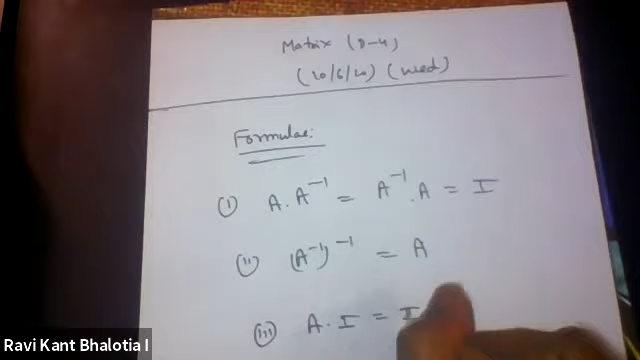 Matrix (D-4)
(10/6/20) (Wed)
Formulae:
(i) A.A⁻¹ = A⁻¹.A = I
(ii) (A⁻¹)⁻¹ = A
(iii) A.I = I
Ravi Kant Bhalotia I